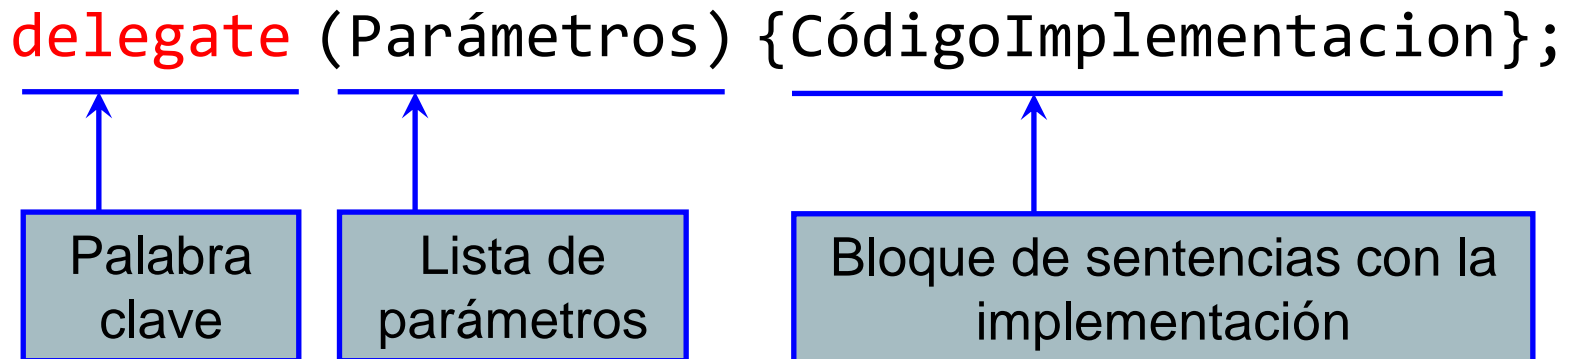 delegate (Parámetros) {CódigoImplementacion};
Palabra
clave
Lista de
parámetros
Bloque de sentencias con la
implementación